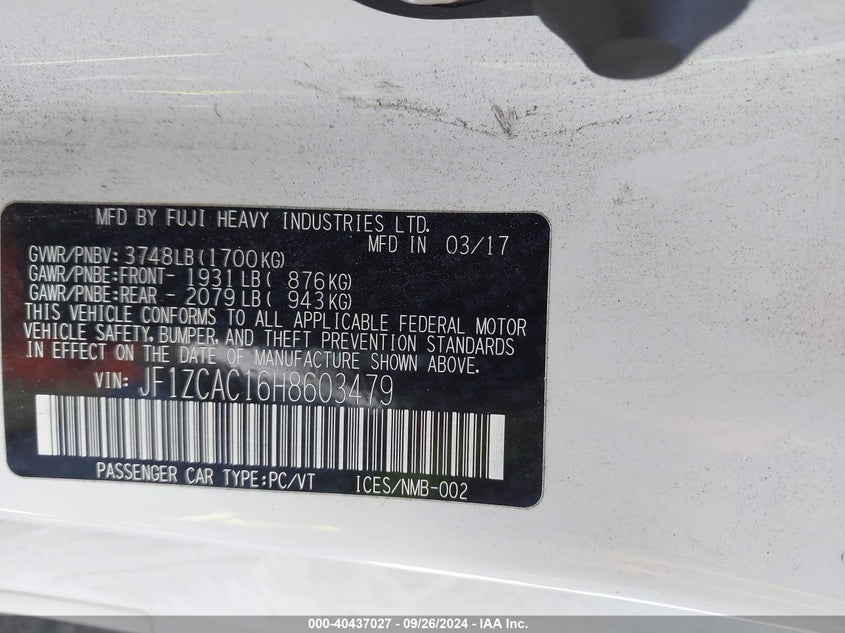 MFD BY FUJI HEAVY INDUSTRIES LTD.
MFD IN 03/17
GVWR/PNBV: 3748LB(1700KG)
GAWR/PNBE:FRONT- 1931LB( 876KG)
GAWR/PNBE:REAR - 2079LB( 943KG)
THIS VEHICLE CONFORMS TO ALL APPLICABLE FEDERAL MOTOR
VEHICLE SAFETY, BUMPER, AND THEFT PREVENTION STANDARDS
IN EFFECT ON THE DATE OF MANUFACTURE SHOWN ABOVE.
VIN: JF1ZCAC16H8603479
PASSENGER CAR TYPE:PC/VT ICES/NMB-002
000-40437027 - 09/26/2024 - IAA Inc.